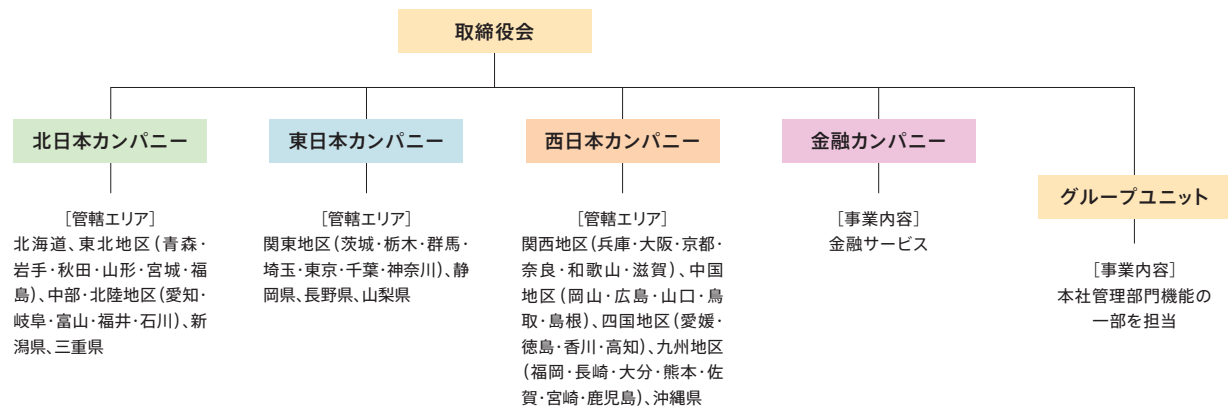 取締役会
北日本カンパニー
[管轄エリア]
北海道、東北地区(青森・
岩手・秋田・山形・宮城・福
島)、中部・北陸地区(愛知・
岐阜・富山・福井・石川)、新
潟県、三重県
東日本カンパニー
[管轄エリア]
関東地区(茨城・栃木・群馬・
埼玉・東京・千葉・神奈川)、静
岡県、長野県、山梨県
西日本カンパニー
[管轄エリア]
関西地区(兵庫・大阪・京都・
奈良・和歌山・滋賀)、中国
地区(岡山・広島・山口・鳥
取・島根)、四国地区(愛媛・
徳島・香川・高知)、九州地区
(福岡・長崎・大分・熊本・佐
賀・宮崎・鹿児島)、沖縄県
金融カンパニー
[事業内容]
金融サービス
グループユニット
[事業内容]
本社管理部門機能の
一部を担当